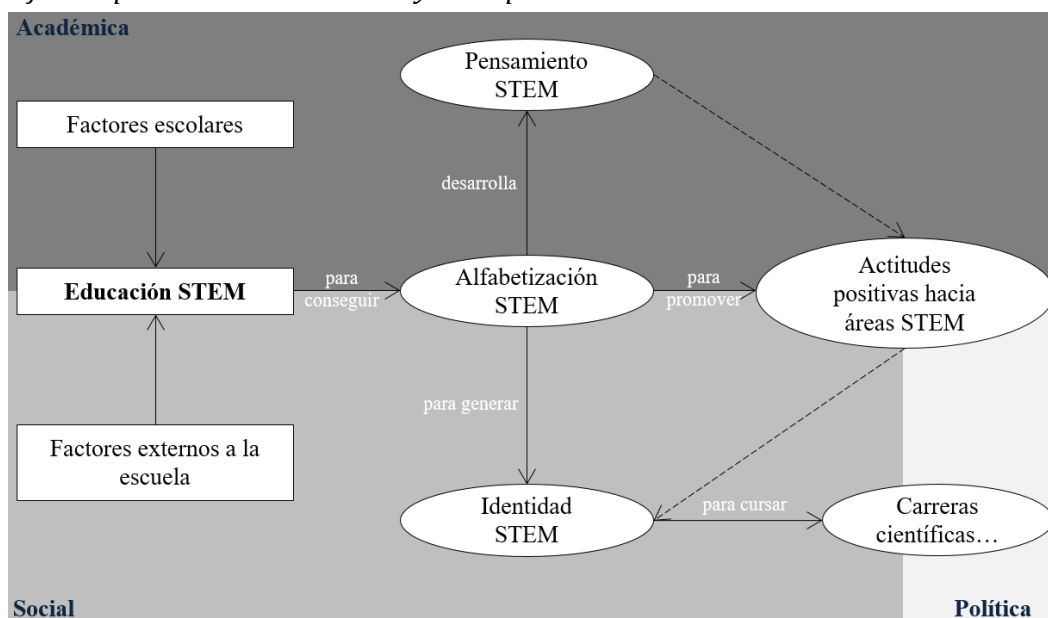 Académica
Pensamiento
STEM
Factores escolares
desarrolla
Educación STEM
para
conseguir
Alfabetización
STEM
para
promover
Actitudes
positivas hacia
áreas STEM
para generar
Factores externos a la
escuela
Identidad
STEM
para cursar
Carreras
científicas…
Social
Política